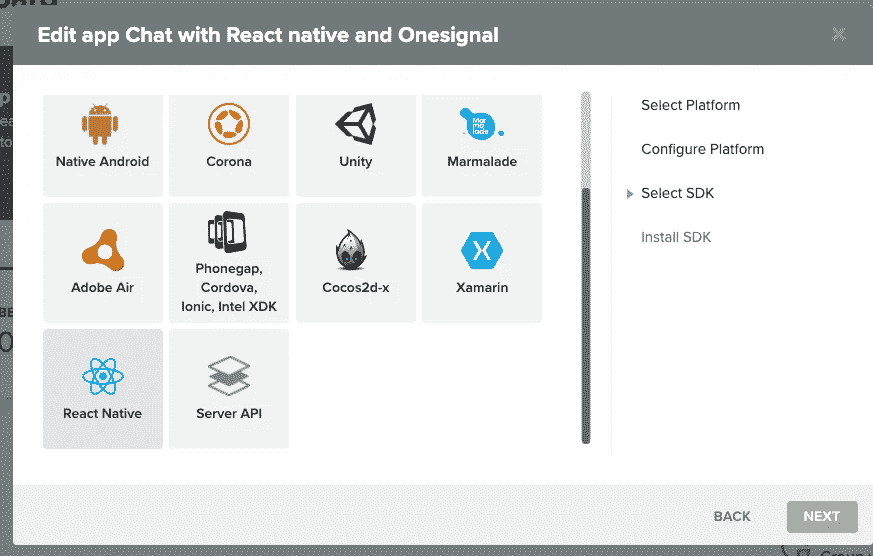 Edit app Chat with React native and Onesignal
Native Android
Corona
Unity
Marmalade
Mar
ma
lade
Adobe Air
Phonegap,
Cordova,
Ionic, Intel XDK
Cocos2d-x
Xamarin
React Native
Server API
Select Platform
Configure Platform
Select SDK
Install SDK
BACK
NEXT